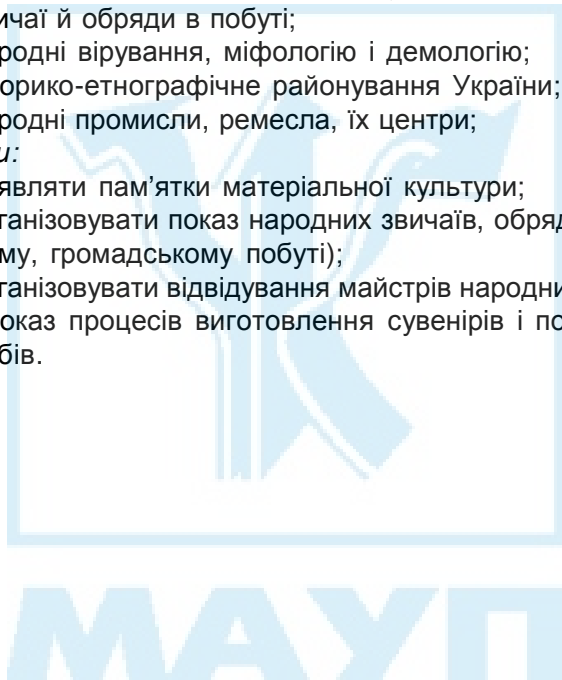 ичаї й обряди в побуті;
родні вірування, міфологію і демологію;
орико-етнографічне районування України;
родні промисли, ремесла, їх центри;
и:
являти пам’ятки матеріальної культури;
ганізовувати показ народних звичаїв, обряд
му, громадському побуті);
ганізовувати відвідування майстрів народни
оказ процесів виготовлення сувенірів і по
бів.
МАУП